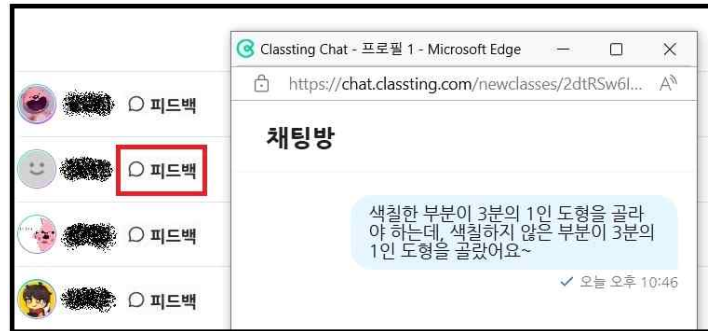 Classting Chat - 프로필 1 - Microsoft Edge
https://chat.classting.com/newclasses/2dtRSw6I...
채팅방
피드백
피드백
피드백
피드백
색칠한 부분이 3분의 1인 도형을 골라
야 하는데, 색칠하지 않은 부분이 3분의
1인 도형을 골랐어요~
오늘 오후 10:46